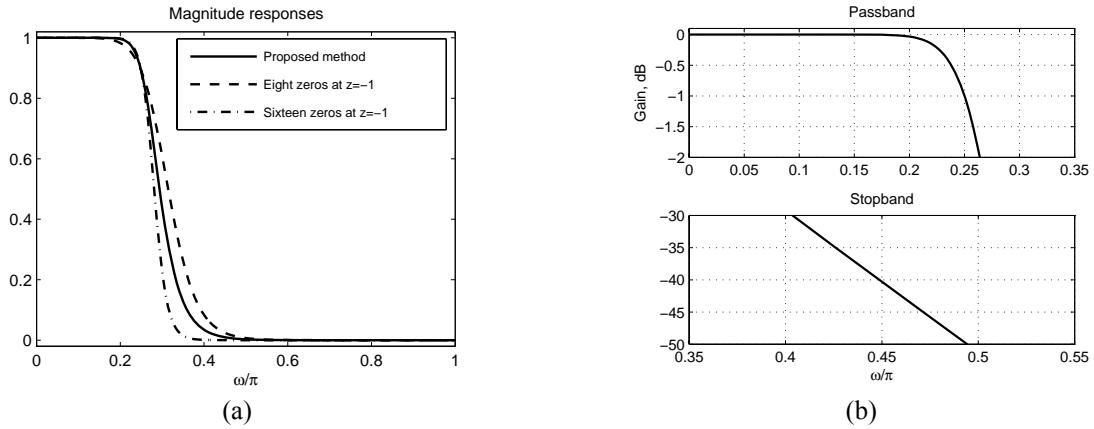 Magnitude responses
1
0.8
0.6
0.4
0.2
0
Proposed method
Eight zeros at z=−1
Sixteen zeros at z=−1
0 0.2 0.4 0.6 0.8 1
ω/π
(a)
Passband
Gain, dB
0
−0.5
−1
−1.5
−2
0 0.05 0.1 0.15 0.2 0.25 0.3 0.35
Stopband
−30
−35
−40
−45
−50
0.35 0.4 0.45 0.5 0.55
ω/π
(b)